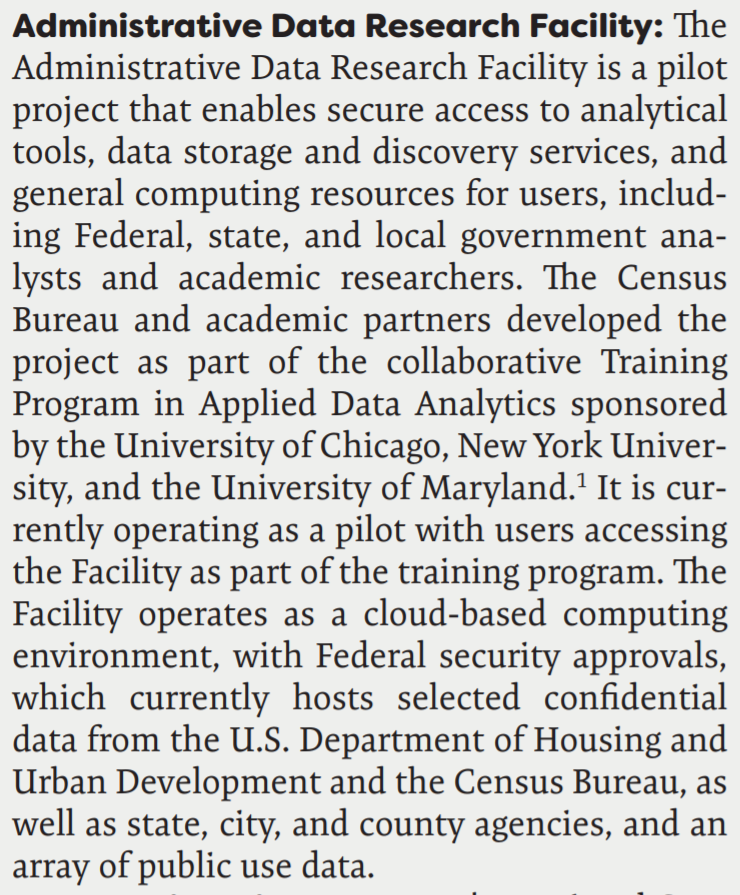 Administrative Data Research Facility: The
Administrative Data Research Facility is a pilot
project that enables secure access to analytical
tools, data storage and discovery services, and
general computing resources for users, includ-
ing Federal, state, and local government ana-
lysts and academic researchers. The Census
Bureau and academic partners developed the
project as part of the collaborative Training
Program in Applied Data Analytics sponsored
by the University of Chicago, New York Univer-
sity, and the University of Maryland.¹ It is cur-
rently operating as a pilot with users accessing
the Facility as part of the training program. The
Facility operates as a cloud-based computing
environment, with Federal security approvals,
which currently hosts selected confidential
data from the U.S. Department of Housing and
Urban Development and the Census Bureau, as
well as state, city, and county agencies, and an
array of public use data.